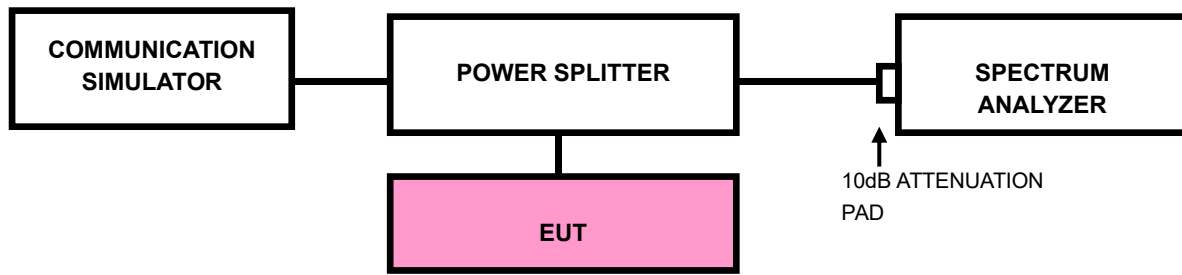 COMMUNICATION
SIMULATOR
POWER SPLITTER
SPECTRUM
ANALYZER
10dB ATTENUATION
PAD
EUT